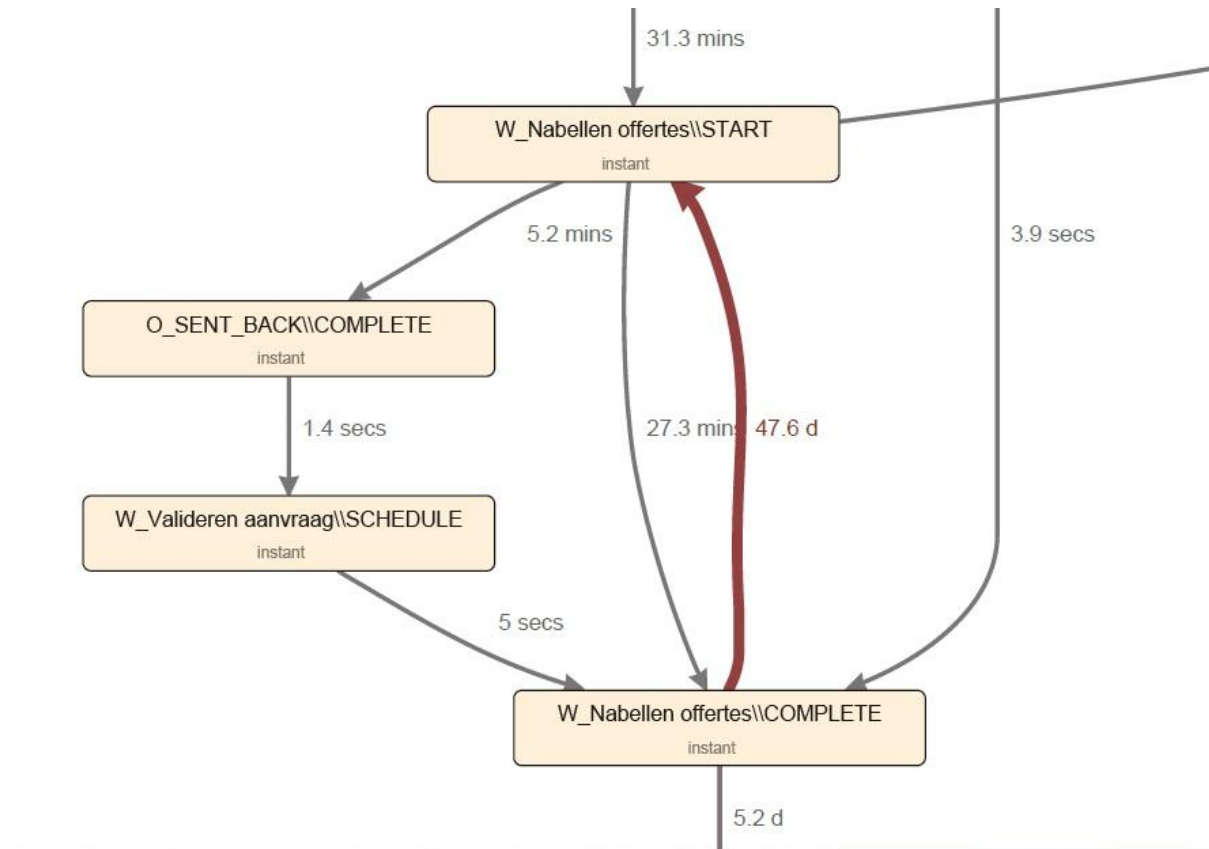 31.3 mins
W_Nabellen offertes\\START
instant
5.2 mins
3.9 secs
O_SENT_BACK\\COMPLETE
instant
1.4 secs
27.3 mins
47.6 d
W_Valideren aanvraag\\SCHEDULE
instant
5 secs
W_Nabellen offertes\\COMPLETE
instant
5.2 d